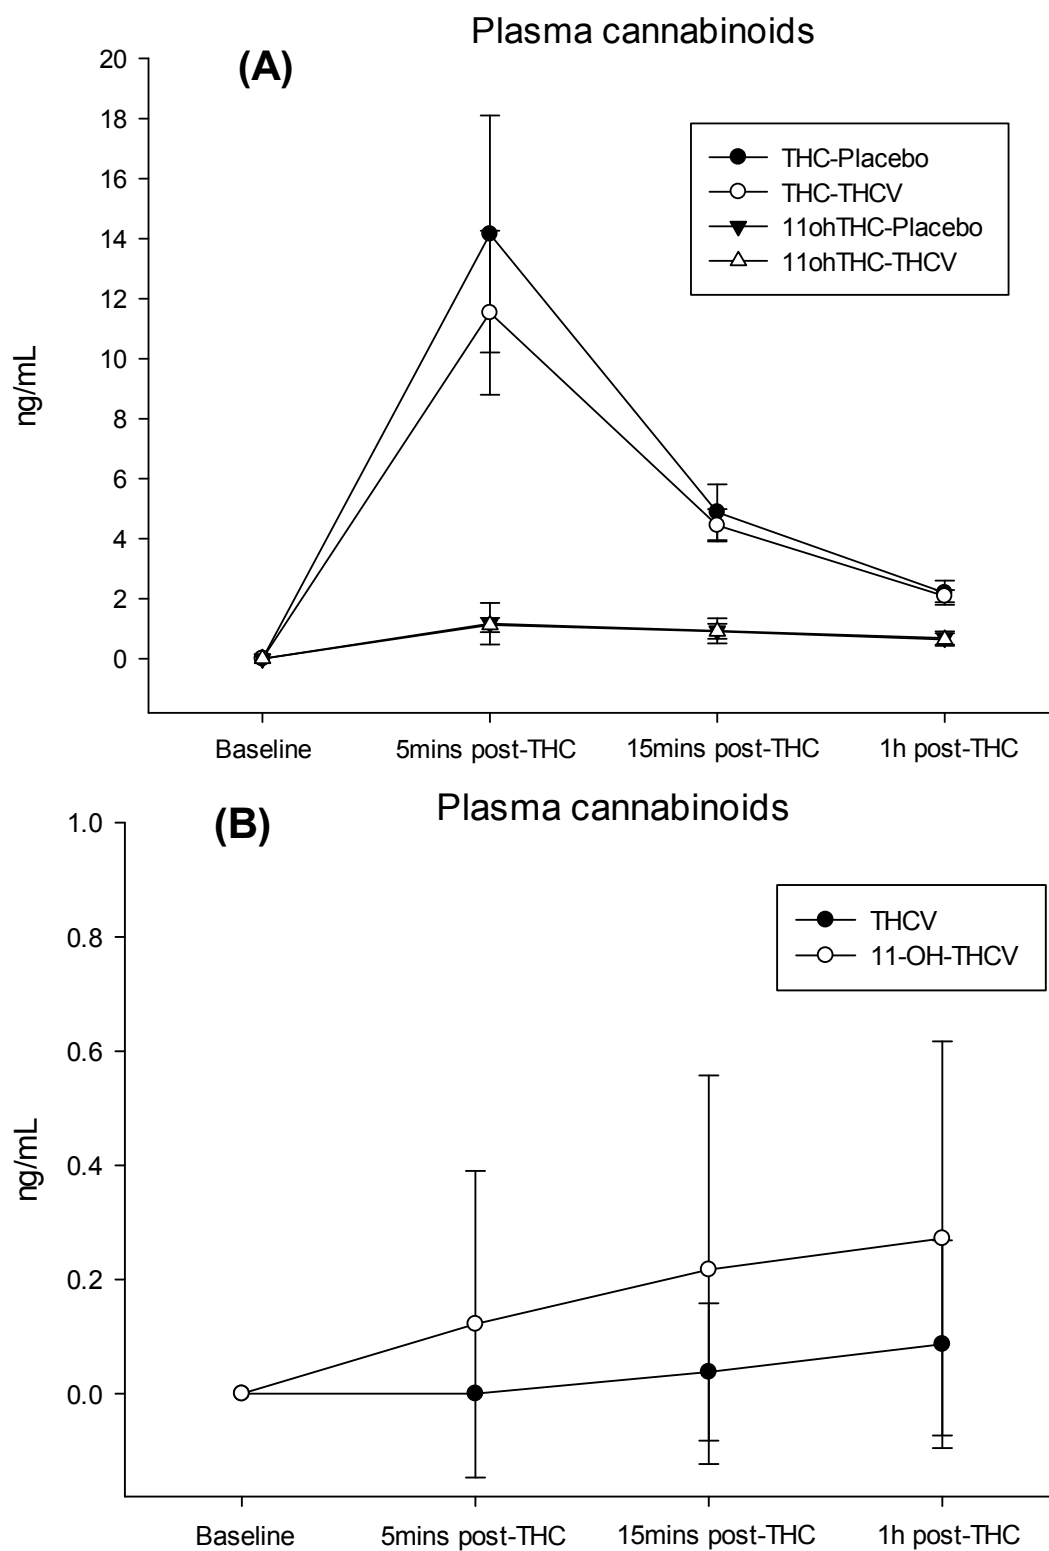 Plasma cannabinoids
(A)
20
18
16
14
12
10
8
6
4
2
0
ng/mL
THC-Placebo
THC-THCV
11ohTHC-Placebo
11ohTHC-THCV
Baseline
5mins post-THC
15mins post-THC
1h post-THC
Plasma cannabinoids
(B)
1.0
0.8
0.6
0.4
0.2
0.0
ng/mL
THCV
11-OH-THCV
Baseline
5mins post-THC
15mins post-THC
1h post-THC